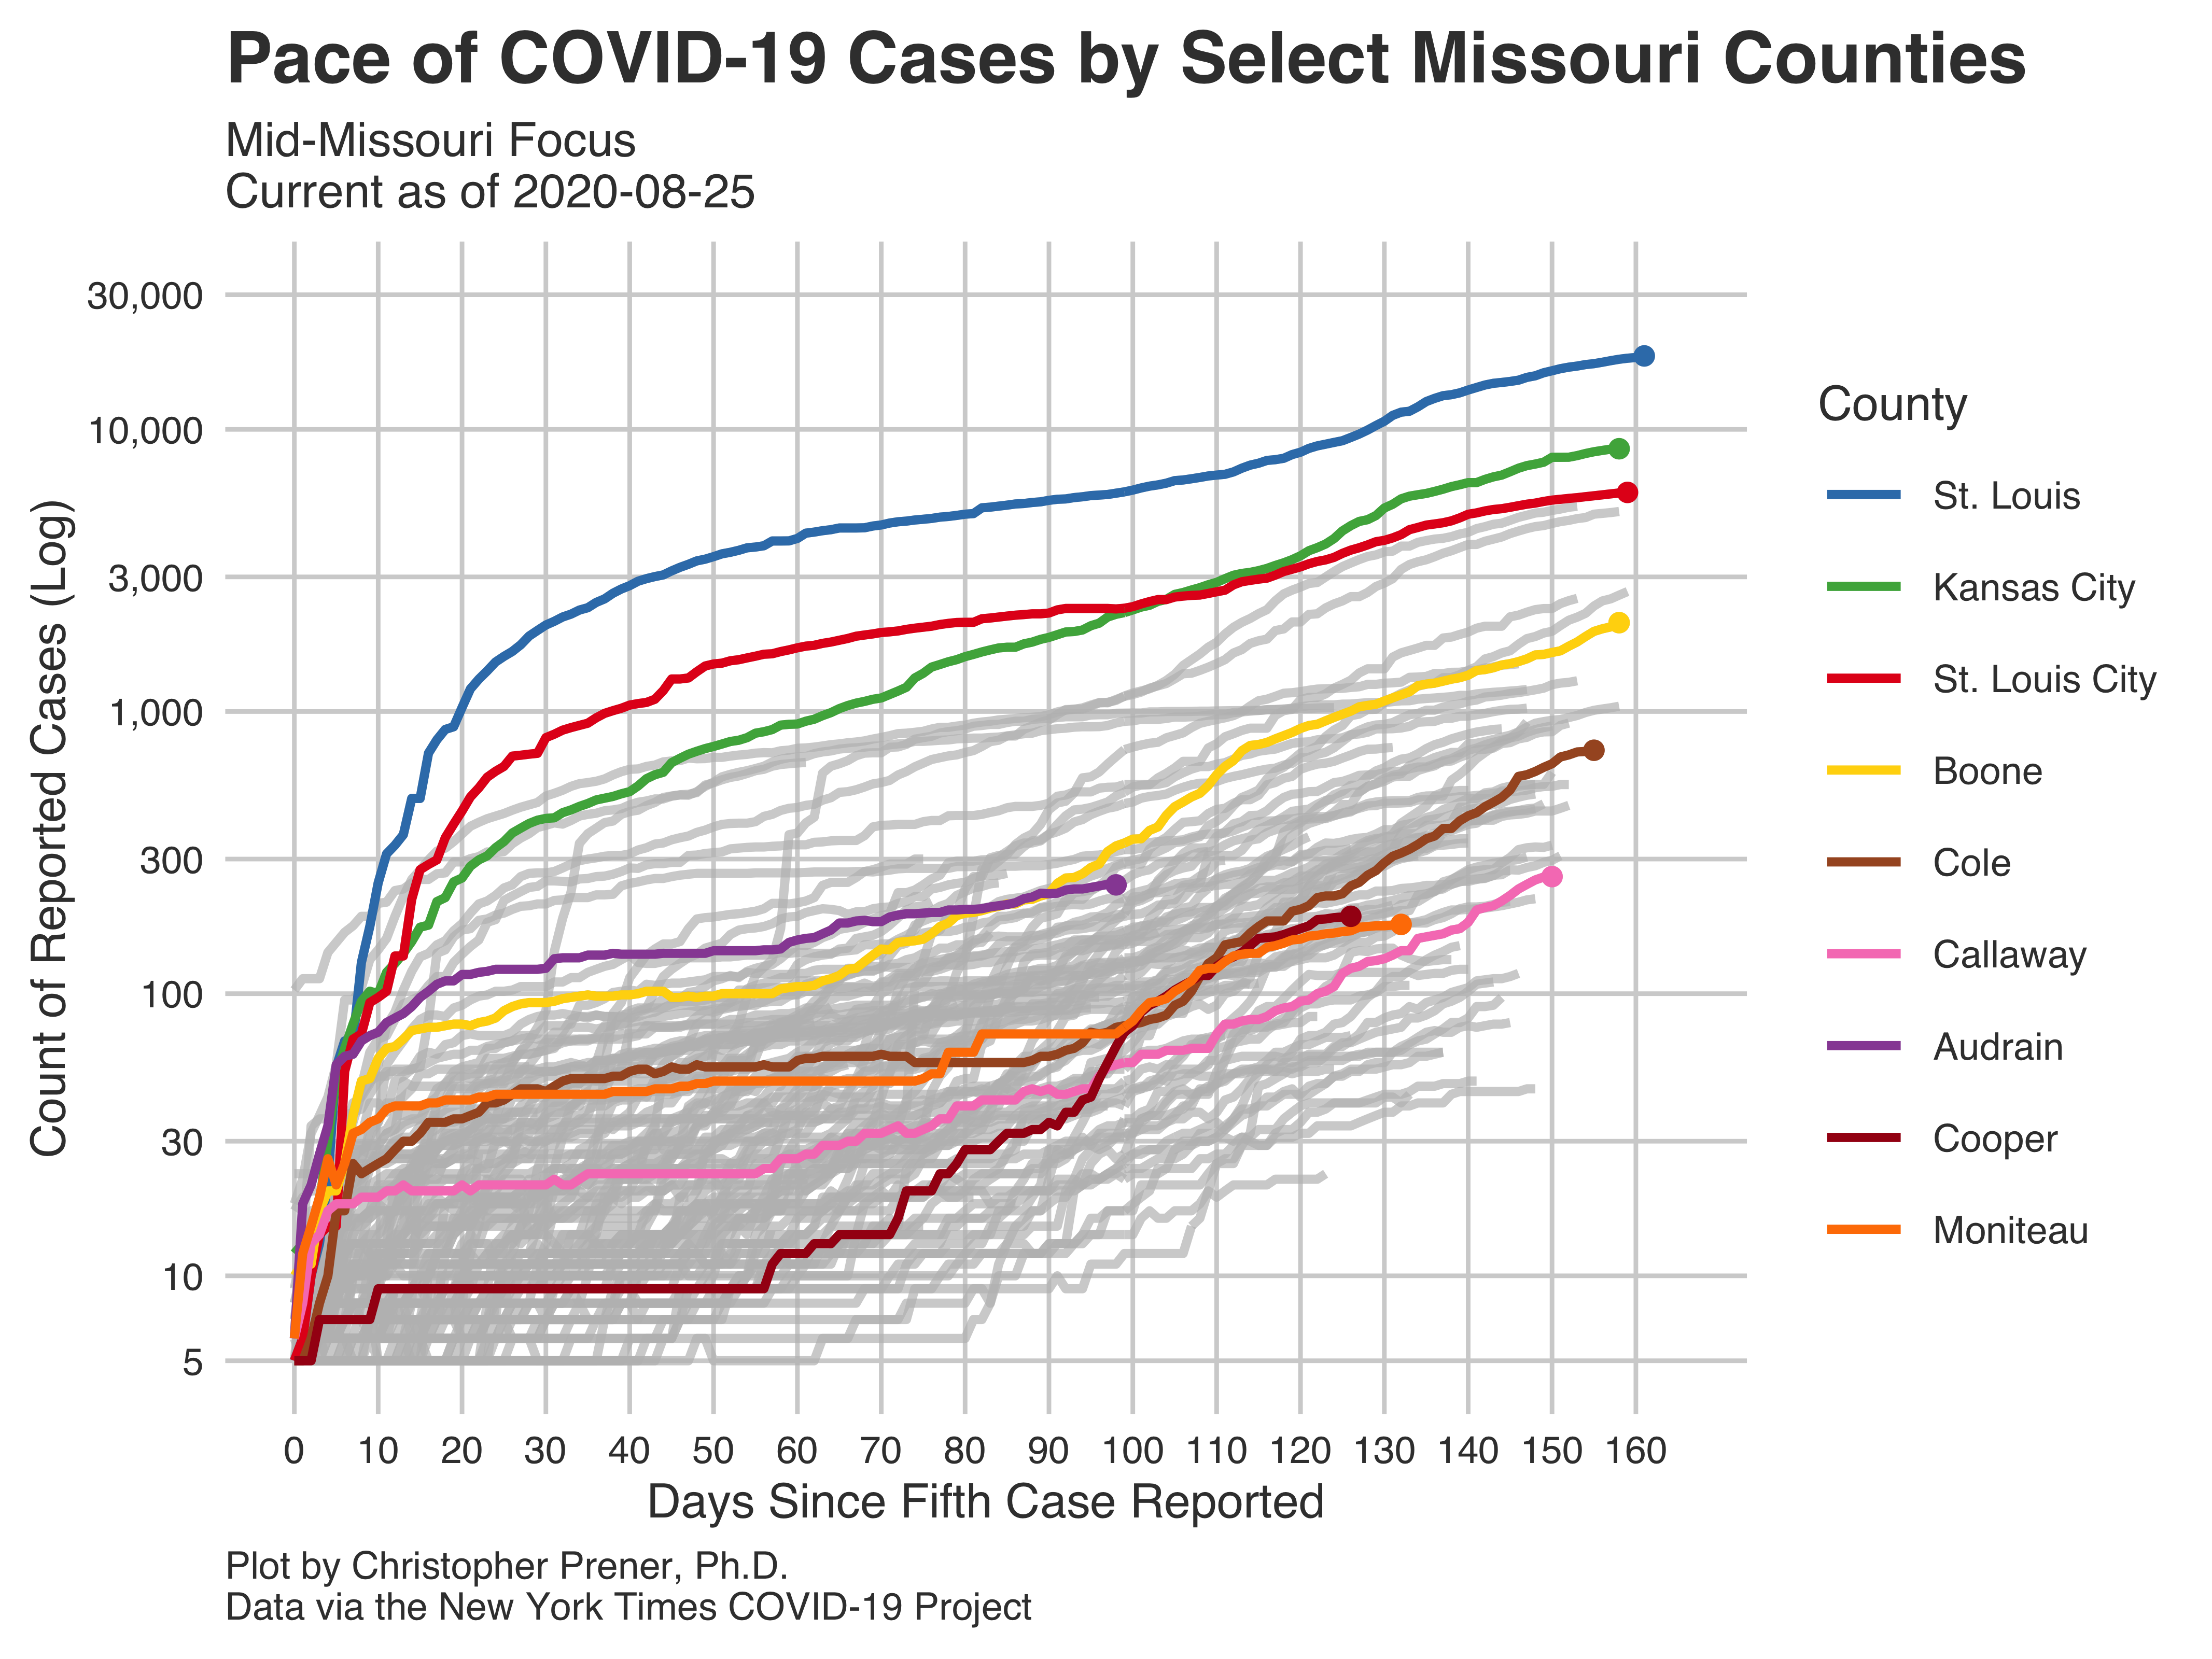 Pace of COVID-19 Cases by Select Missouri Counties
Mid-Missouri Focus
Current as of 2020-08-25
Count of Reported Cases (Log)
30,000
10,000
3,000
1,000
300
100
30
10
5
0 10 20 30 40 50 60 70 80 90 100 110 120 130 140 150 160
Days Since Fifth Case Reported
County
St. Louis
Kansas City
St. Louis City
Boone
Cole
Callaway
Audrain
Cooper
Moniteau
Plot by Christopher Prener, Ph.D.
Data via the New York Times COVID-19 Project